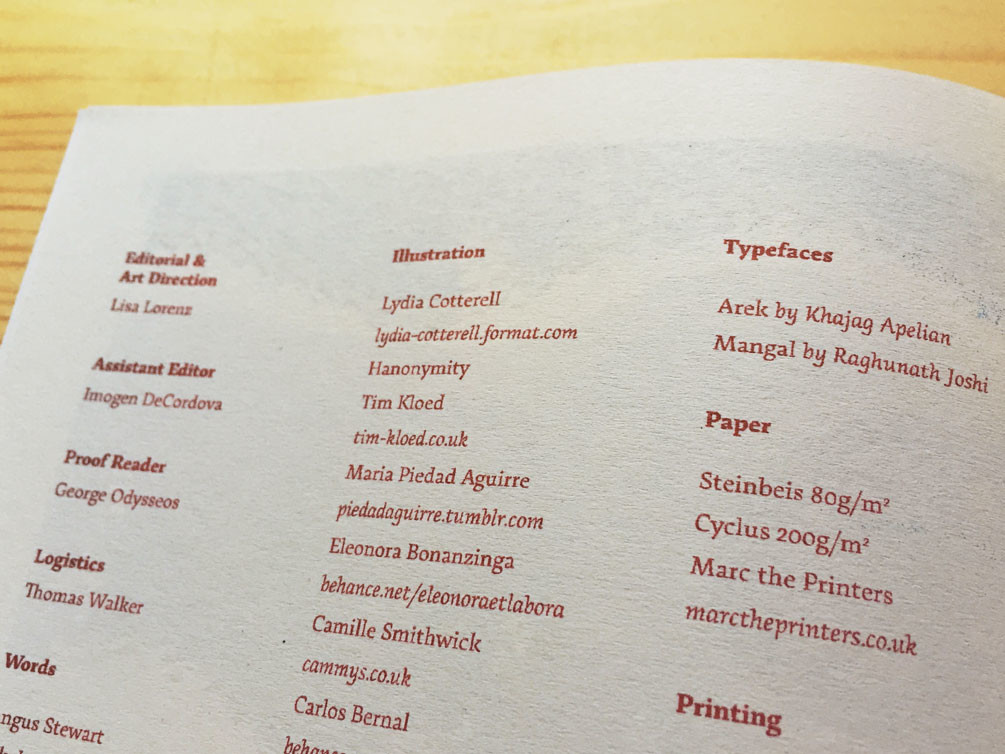 Editorial &
Art Direction
Lisa Lorenz
Assistant Editor
Imogen DeCordova
Proof Reader
George Odysseos
Logistics
Thomas Walker
Words
Stewart
Illustration
Lydia Cotterell
lydia-cotterell.format.com
Hanonymity
Tim Kloed
tim-kloed.co.uk
Maria Piedad Aguirre
piedadaguirre.tumblr.com
Eleonora Bonanzinga
behance.net/eleonoraetlabora
Camille Smithwick
cammys.co.uk
Carlos Bernal
Typefaces
Arek by Khajag Apelian
Mangal by Raghunath Joshi
Paper
Steinbeis 80g/m²
Cyclus 200g/m²
Marc the Printers
marctheprinters.co.uk
Printing